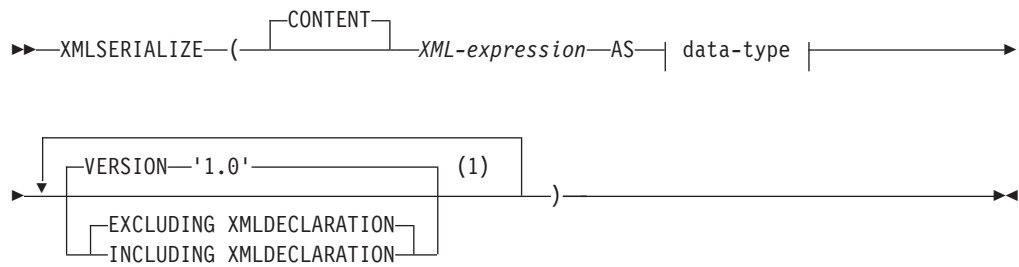 CONTENT
XMLSERIALIZE ( XML-expression AS data-type
VERSION '1.0' (1)
)
EXCLUDING XMLDECLARATION
INCLUDING XMLDECLARATION